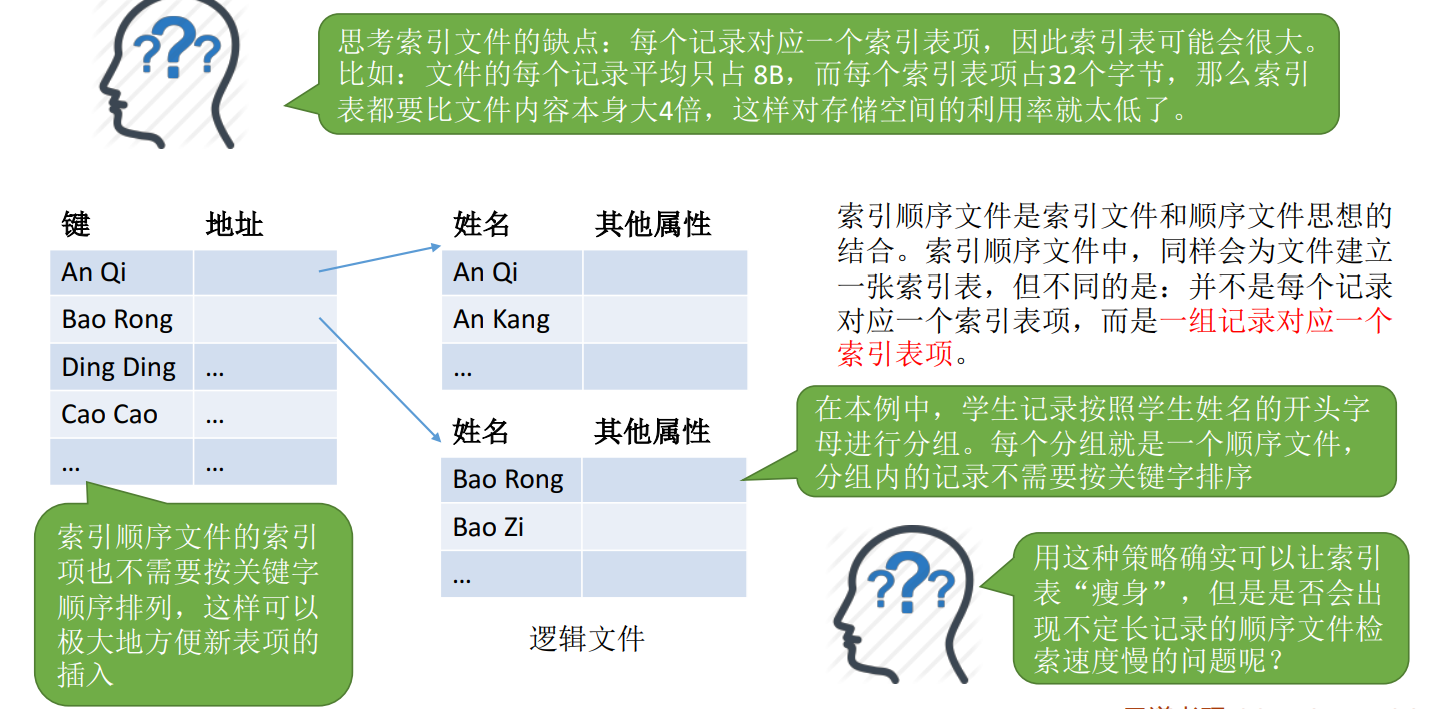 思考索引文件的缺点：每个记录对应一个索引表项，因此索引表可能会很大。
比如：文件的每个记录平均只占 8B，而每个索引表项占32个字节，那么索引
表都要比文件内容本身大4倍，这样对存储空间的利用率就太低了。
???
键 地址
An Qi
Bao Rong
Ding Ding …
Cao Cao …
… …
姓名 其他属性
An Qi
An Kang
…
姓名 其他属性
Bao Rong
Bao Zi
…
逻辑文件
索引顺序文件是索引文件和顺序文件思想的
结合。索引顺序文件中，同样会为文件建立
一张索引表，但不同的是：并不是每个记录
对应一个索引表项，而是一组记录对应一个
索引表项。
在本例中，学生记录按照学生姓名的开头字
母进行分组。每个分组就是一个顺序文件，
分组内的记录不需要按关键字排序
索引顺序文件的索引
项也不需要按关键字
顺序排列，这样可以
极大地方便新表项的
插入
???
用这种策略确实可以让索引
表“瘦身”，但是是否会出
现不定长记录的顺序文件检
索速度慢的问题呢？